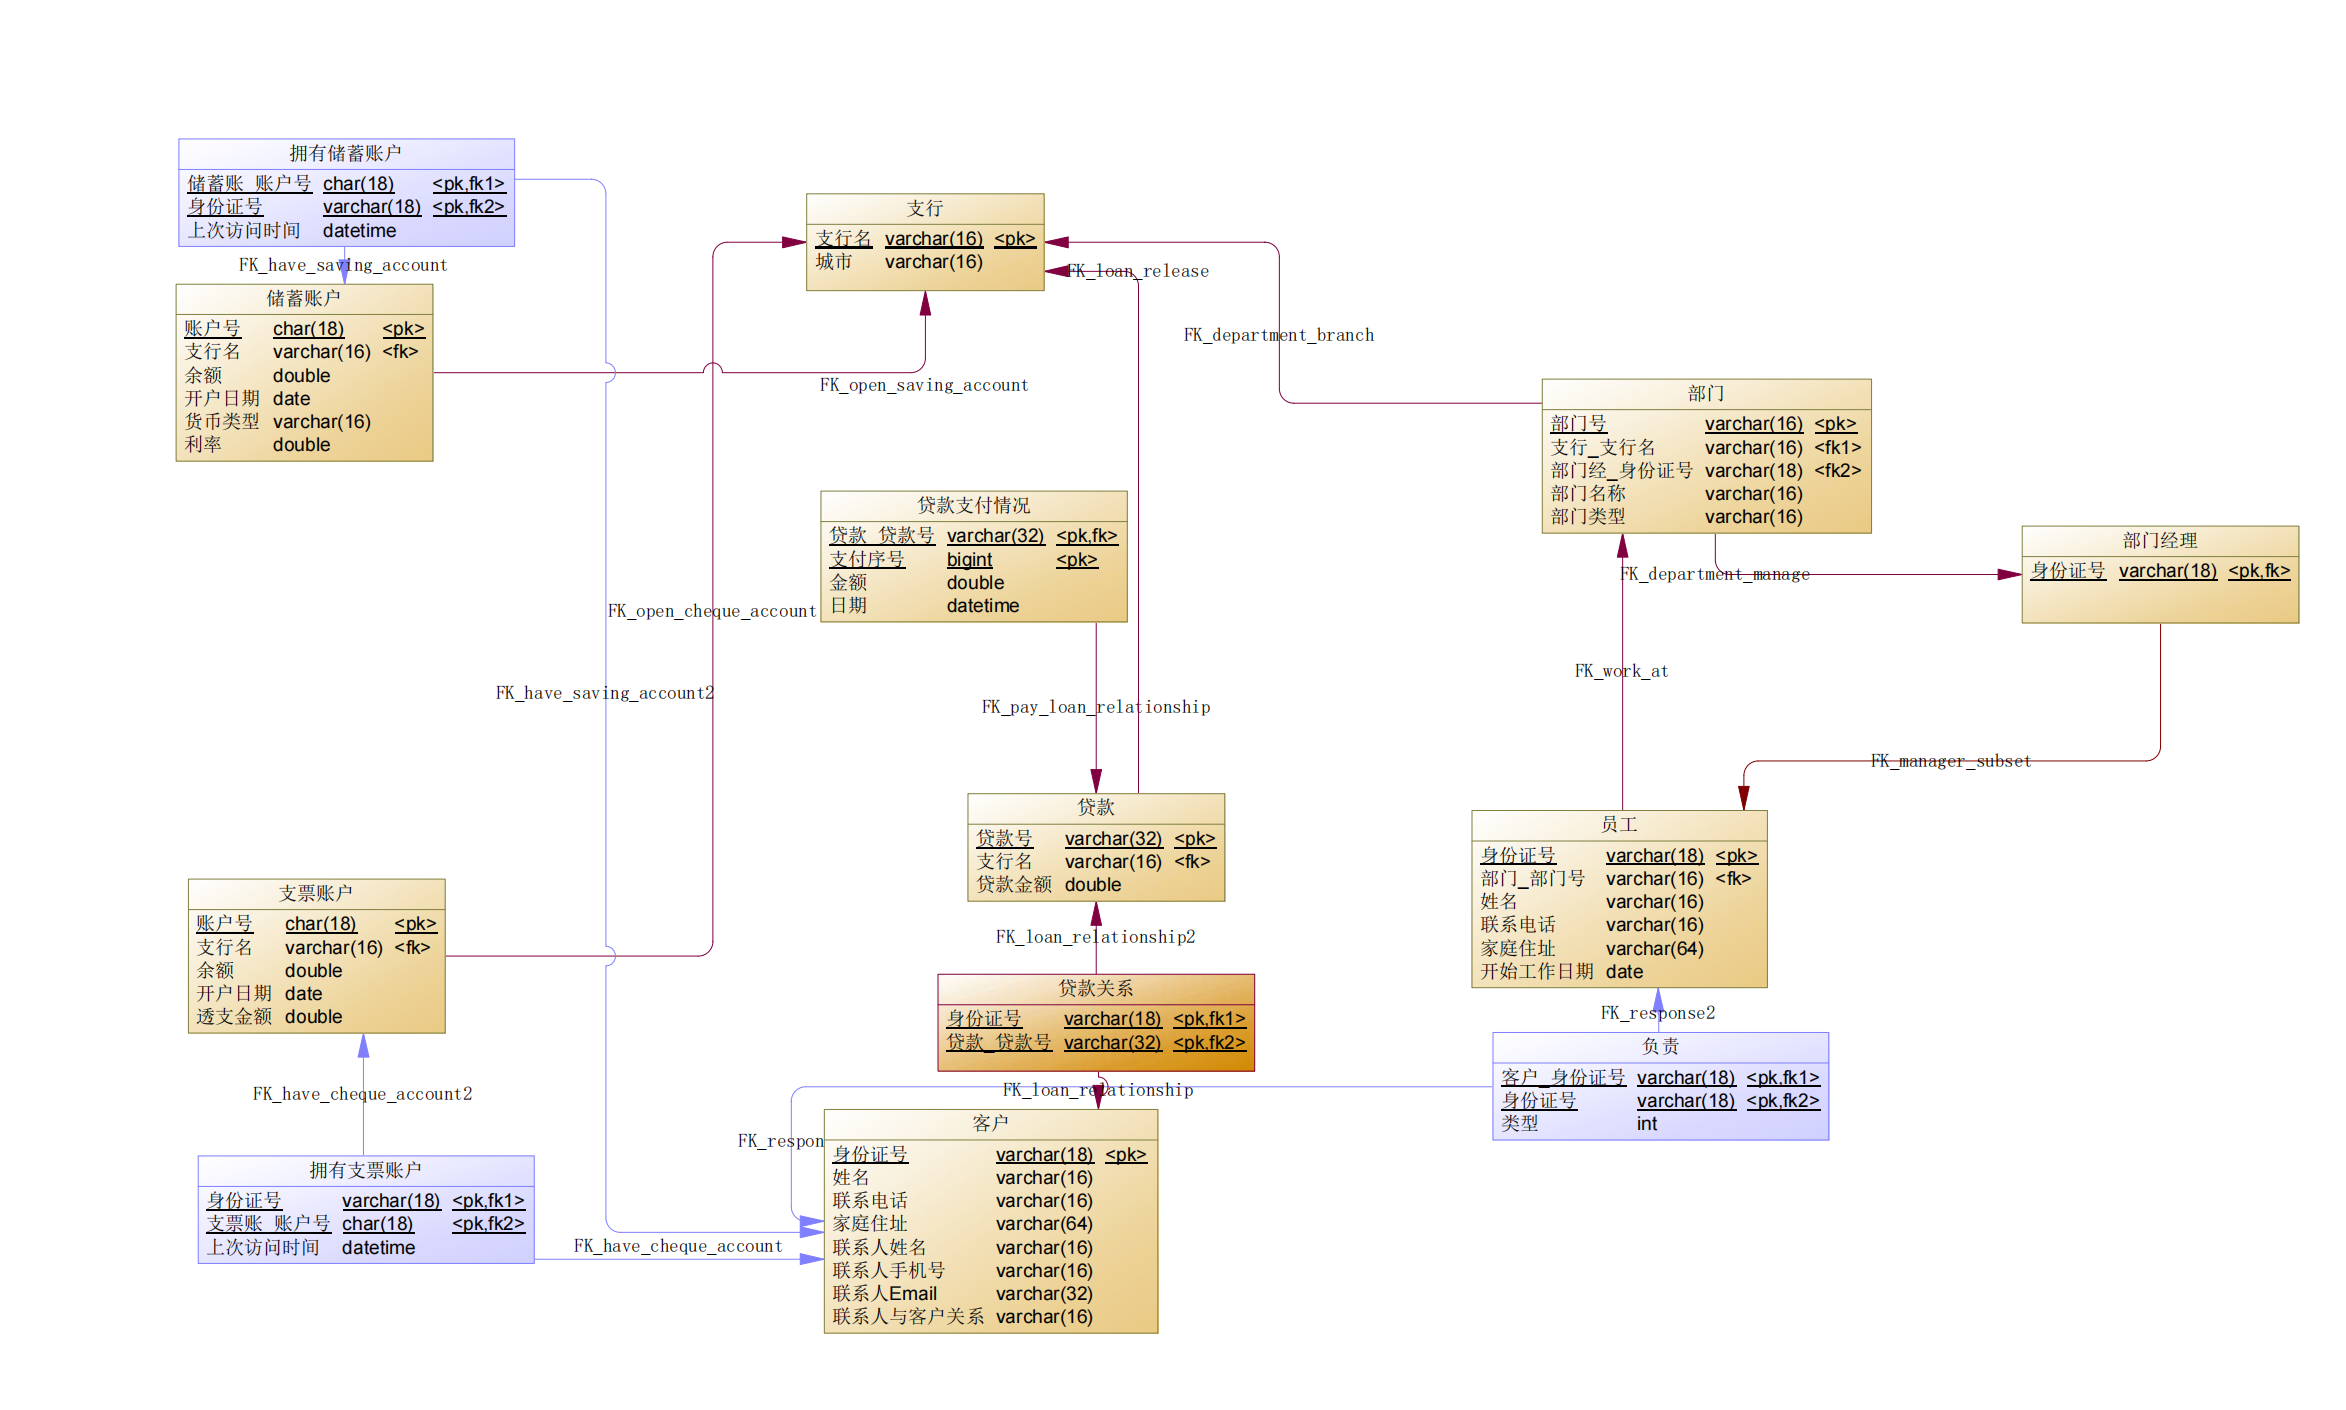 拥有储蓄账户
储蓄账_账户号 char(18) <pk,fk1>
身份证号 varchar(18) <pk,fk2>
上次访问时间 datetime
FK_have_saving_account
储蓄账户
账户号 char(18) <pk>
支行名 varchar(16) <fk>
余额 double
开户日期 date
货币类型 varchar(16)
利率 double
支行
支行名 varchar(16) <pk>
城市 varchar(16)
FK_loan_release
FK_department_branch
FK_open_saving_account
部门
部门号 varchar(16) <pk>
支行_支行名 varchar(16) <fk1>
部门经_身份证号 varchar(18) <fk2>
部门名称 varchar(16)
部门类型 varchar(16)
贷款支付情况
贷款_贷款号 varchar(32) <pk,fk>
支付序号 bigint <pk>
金额 double
日期 datetime
部门经理
身份证号 varchar(18) <pk,fk>
FK_department_manage
FK_open_cheque_account
FK_have_saving_account2
FK_pay_loan_relationship
FK_work_at
FK_manager_subset
贷款
贷款号 varchar(32) <pk>
支行名 varchar(16) <fk>
贷款金额 double
员工
身份证号 varchar(18) <pk>
部门_部门号 varchar(16) <fk>
姓名 varchar(16)
联系电话 varchar(16)
家庭住址 varchar(64)
开始工作日期 date
支票账户
账户号 char(18) <pk>
支行名 varchar(16) <fk>
余额 double
开户日期 date
透支金额 double
FK_loan_relationship2
贷款关系
身份证号 varchar(18) <pk,fk1>
贷款_贷款号 varchar(32) <pk,fk2>
FK_response2
负责
客户_身份证号 varchar(18) <pk,fk1>
身份证号 varchar(18) <pk,fk2>
类型 int
FK_have_cheque_account2
FK_loan_relationship
FK_respon
客户
身份证号 varchar(18) <pk>
姓名 varchar(16)
联系电话 varchar(16)
家庭住址 varchar(64)
联系人姓名 varchar(16)
联系人手机号 varchar(16)
联系人Email varchar(32)
联系人与客户关系 varchar(16)
拥有支票账户
身份证号 varchar(18) <pk,fk1>
支票账_账户号 char(18) <pk,fk2>
上次访问时间 datetime
FK_have_cheque_account